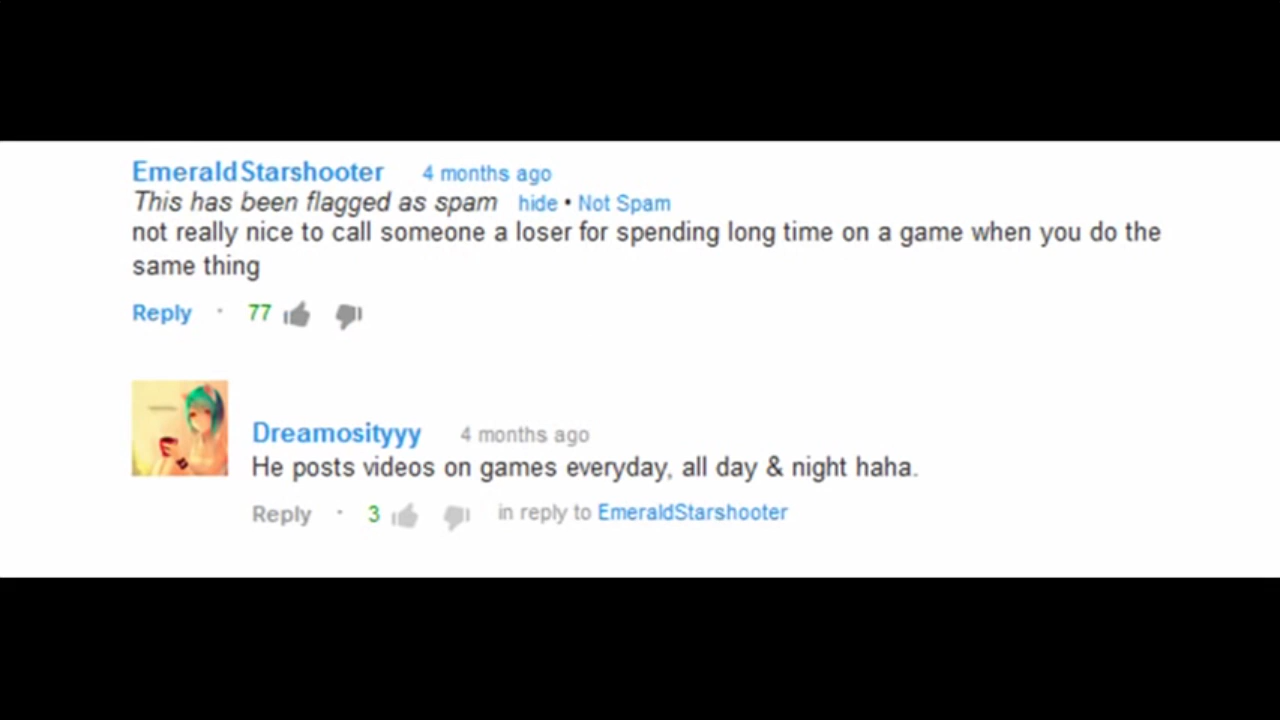 EmeraldStarshooter 4 months ago
This has been flagged as spam hide • Not Spam
not really nice to call someone a loser for spending long time on a game when you do the
same thing
Reply · 77
Dreamosityyy 4 months ago
He posts videos on games everyday, all day & night haha.
Reply · 3 in reply to EmeraldStarshooter